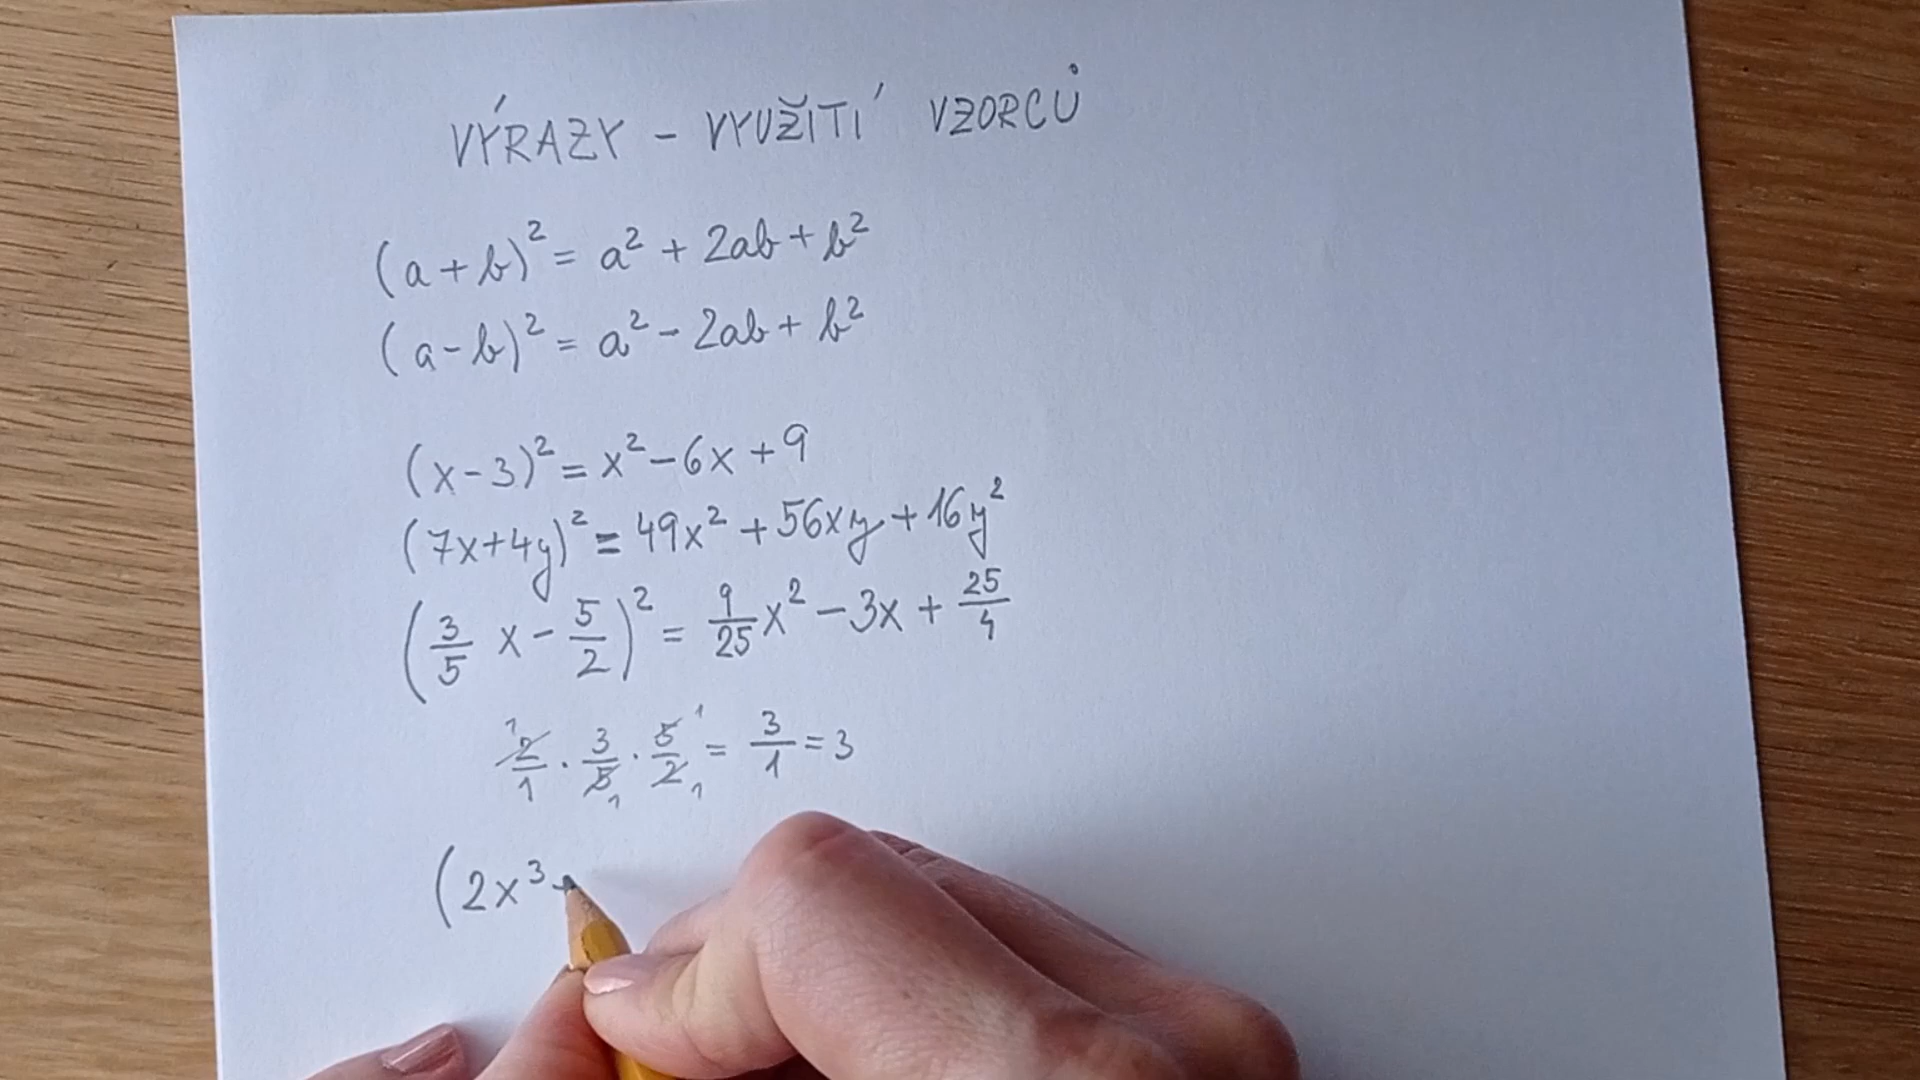 VÝRAZY - VYUŽITÍ VZORCŮ
(a+b)² = a² + 2ab + b²
(a-b)² = a² - 2ab + b²
(x-3)² = x² - 6x + 9
(7x+4y)² = 49x² + 56xy + 16y²
(3/5 x - 5/2)² = 9/25 x² - 3x + 25/4
2/1 · 3/5 · 5/2 = 3/1 = 3
(2x³